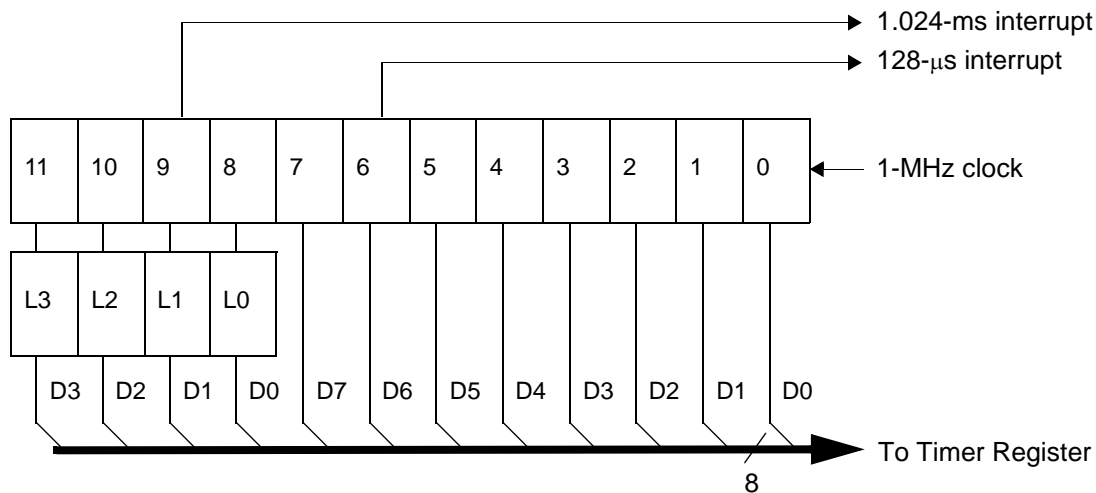 1.024-ms interrupt
128-μs interrupt
11 10 9 8 7 6 5 4 3 2 1 0
1-MHz clock
L3 L2 L1 L0
D3 D2 D1 D0 D7 D6 D5 D4 D3 D2 D1 D0
To Timer Register
8